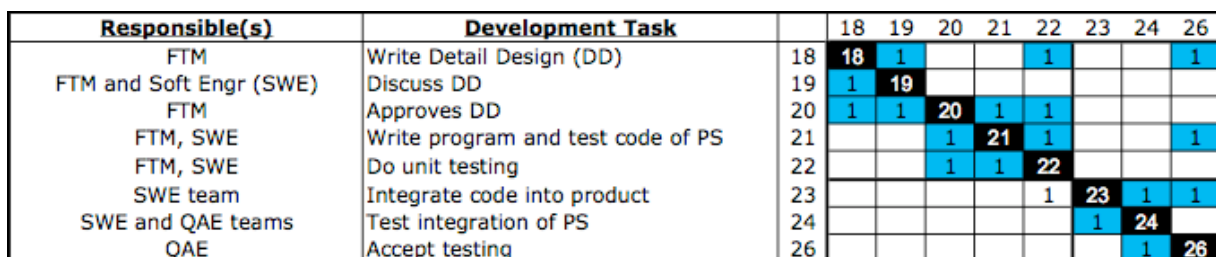 Responsible(s) Development Task 18 19 20 21 22 23 24 26
FTM Write Detail Design (DD) 18 18 1 1 1
FTM and Soft Engr (SWE) Discuss DD 19 1 19
FTM Approves DD 20 1 1 20 1 1
FTM, SWE Write program and test code of PS 21 1 21 1 1
FTM, SWE Do unit testing 22 1 1 22
SWE team Integrate code into product 23 1 23 1 1
SWE and QAE teams Test integration of PS 24 1 24
QAE Accept testing 26 1 26